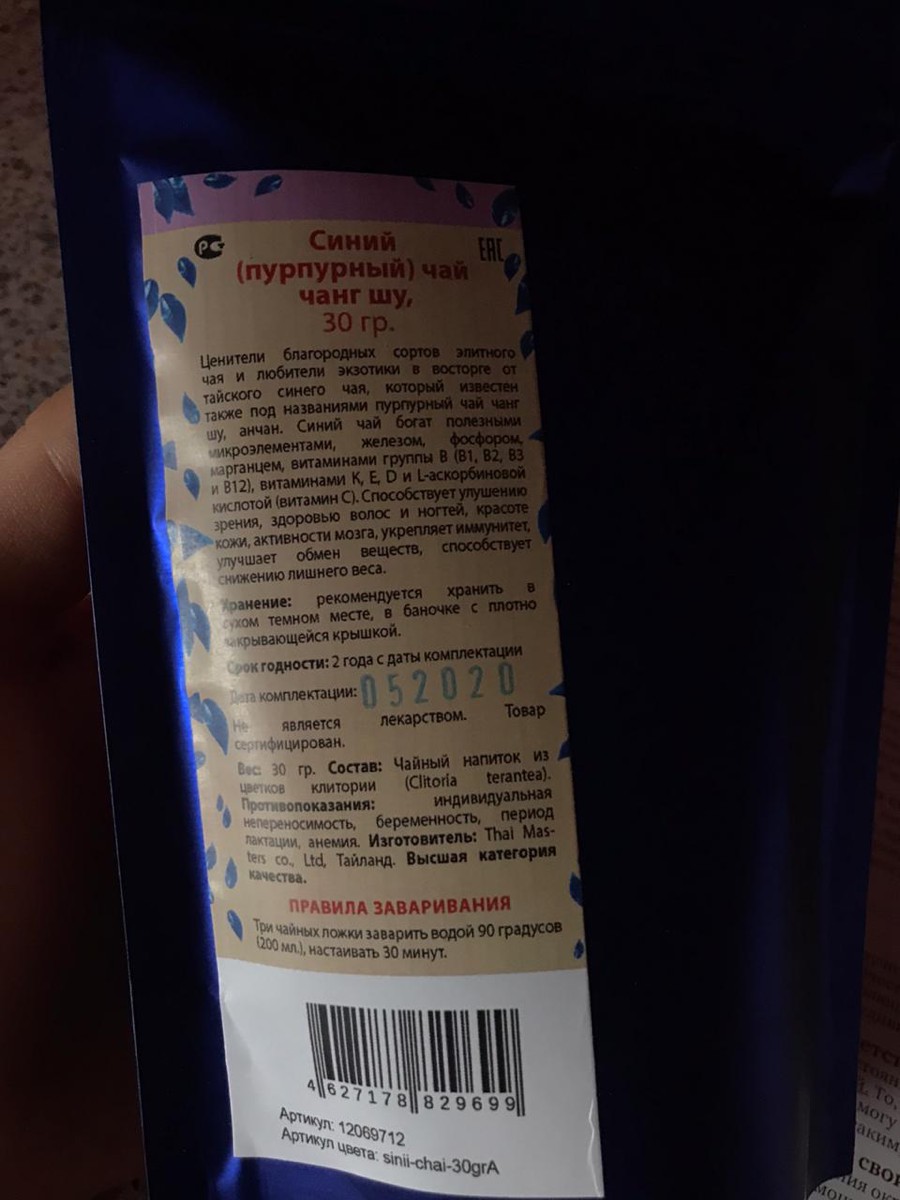 РС
EAC
Синий
(пурпурный) чай
чанг шу,
30 гр.
Ценители благородных сортов элитного
чая и любители экзотики в восторге от
тайского синего чая, который известен
также под названиями пурпурный чай чанг
шу, анчан. Синий чай богат полезными
микроэлементами, железом, фосфором,
марганцем, витаминами группы В (В1, В2, В3
и В12), витаминами К, Е, D и L-аскорбиновой
кислотой (витамин С). Способствует улушению
зрения, здоровью волос и ногтей, красоте
кожи, активности мозга, укрепляет иммунитет,
улучшает обмен веществ, способствует
снижению лишнего веса.
Хранение: рекомендуется хранить в
сухом темном месте, в баночке с плотно
закрывающейся крышкой.
Срок годности: 2 года с даты комплектации
Дата комплектации: 052020
Не является лекарством. Товар
сертифицирован.
Вес: 30 гр. Состав: Чайный напиток из
цветков клитории (Clitoria terantea).
Противопоказания: индивидуальная
непереносимость, беременность, период
лактации, анемия. Изготовитель: Thai Mas-
ters co., Ltd, Тайланд. Высшая категория
качества.
ПРАВИЛА ЗАВАРИВАНИЯ
Три чайных ложки заварить водой 90 градусов
(200 мл.), настаивать 30 минут.
4 627178 829699
Артикул: 12069712
Артикул цвета: sinii-chai-30grA